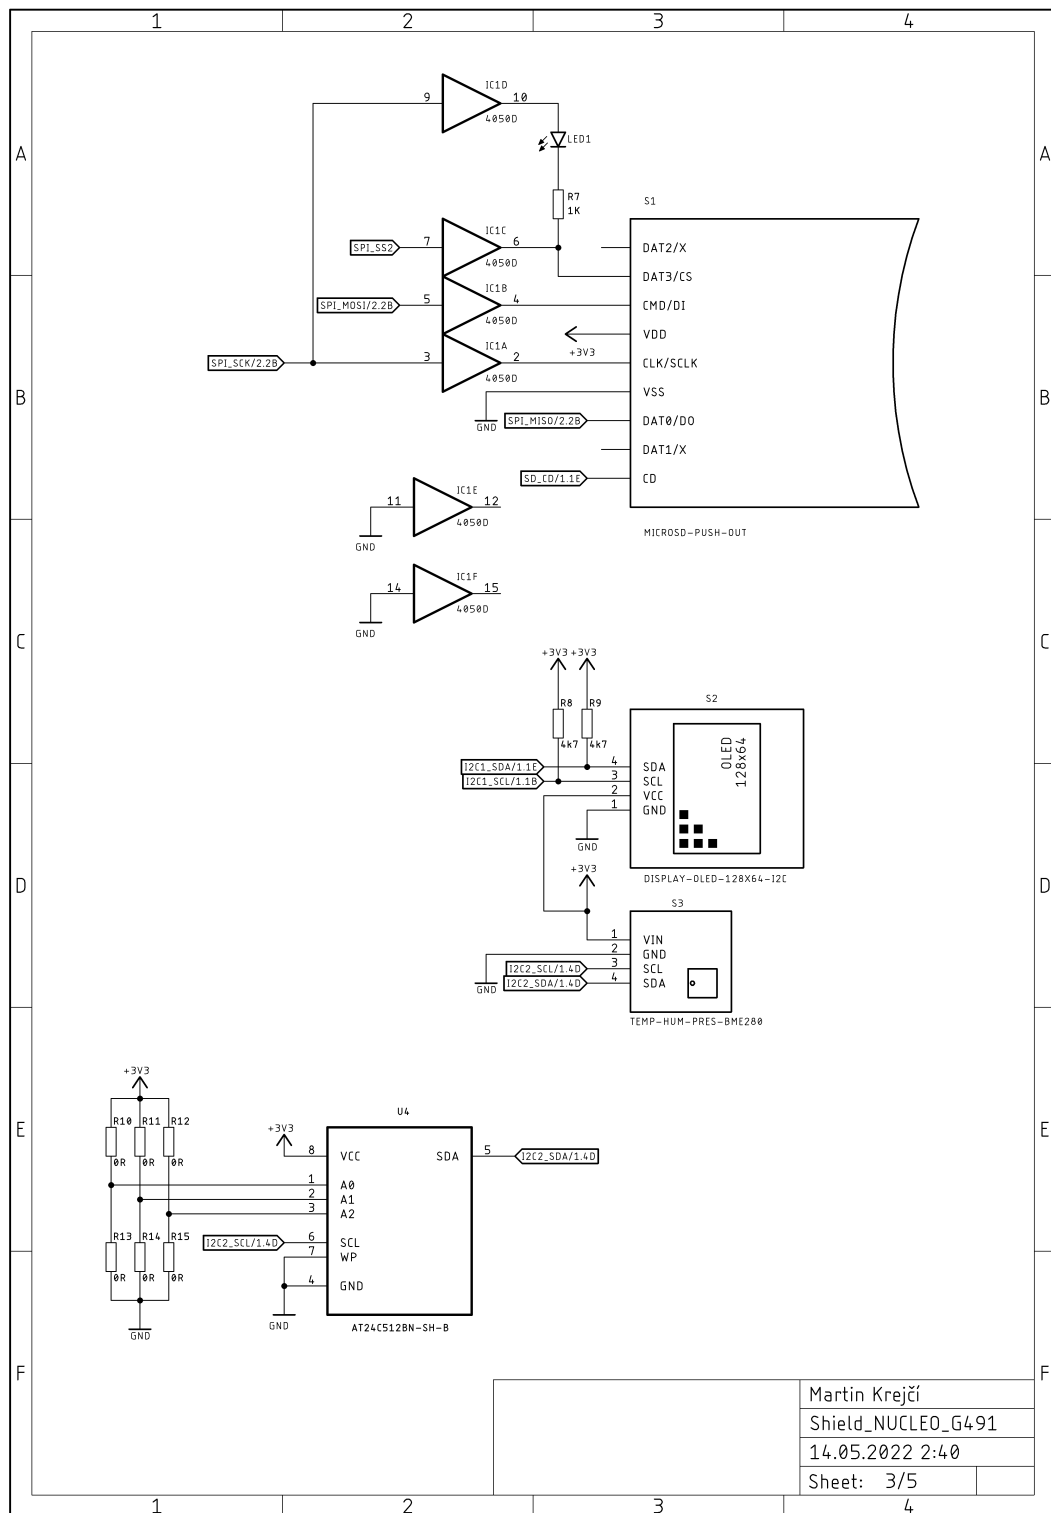 1 2 3 4
A A
B B
C C
D D
E E
F F
IC1D
9 10
4050D
LED1
R7
1K
S1
IC1C
SPI_SS2 7 6
4050D
DAT2/X
DAT3/CS
IC1B
SPI_MOSI/2.2B 5 4
4050D
CMD/DI
VDD
+3V3
IC1A
SPI_SCK/2.2B 3 2
4050D
CLK/SCLK
VSS
GND
SPI_MISO/2.2B
DAT0/DO
DAT1/X
SD_CD/1.1E
CD
MICROSD-PUSH-OUT
IC1E
11 12
4050D
GND
IC1F
14 15
4050D
GND
+3V3 +3V3
R8 R9
4k7 4k7
S2
OLED
128x64
I2C1_SDA/1.1E 4 SDA
I2C1_SCL/1.1B 3 SCL
2 VCC
1 GND
GND
DISPLAY-OLED-128X64-I2C
+3V3
S3
1 VIN
2 GND
I2C2_SCL/1.4D 3 SCL
I2C2_SDA/1.4D 4 SDA
GND
TEMP-HUM-PRES-BME280
+3V3
R10 R11 R12
0R 0R 0R
R13 R14 R15
0R 0R 0R
GND
U4
+3V3
8 VCC
SDA 5 I2C2_SDA/1.4D
1 A0
2 A1
3 A2
I2C2_SCL/1.4D 6 SCL
7 WP
4 GND
GND
AT24C512BN-SH-B
Martin Krejčí
Shield_NUCLEO_G491
14.05.2022 2:40
Sheet: 3/5
1 2 3 4